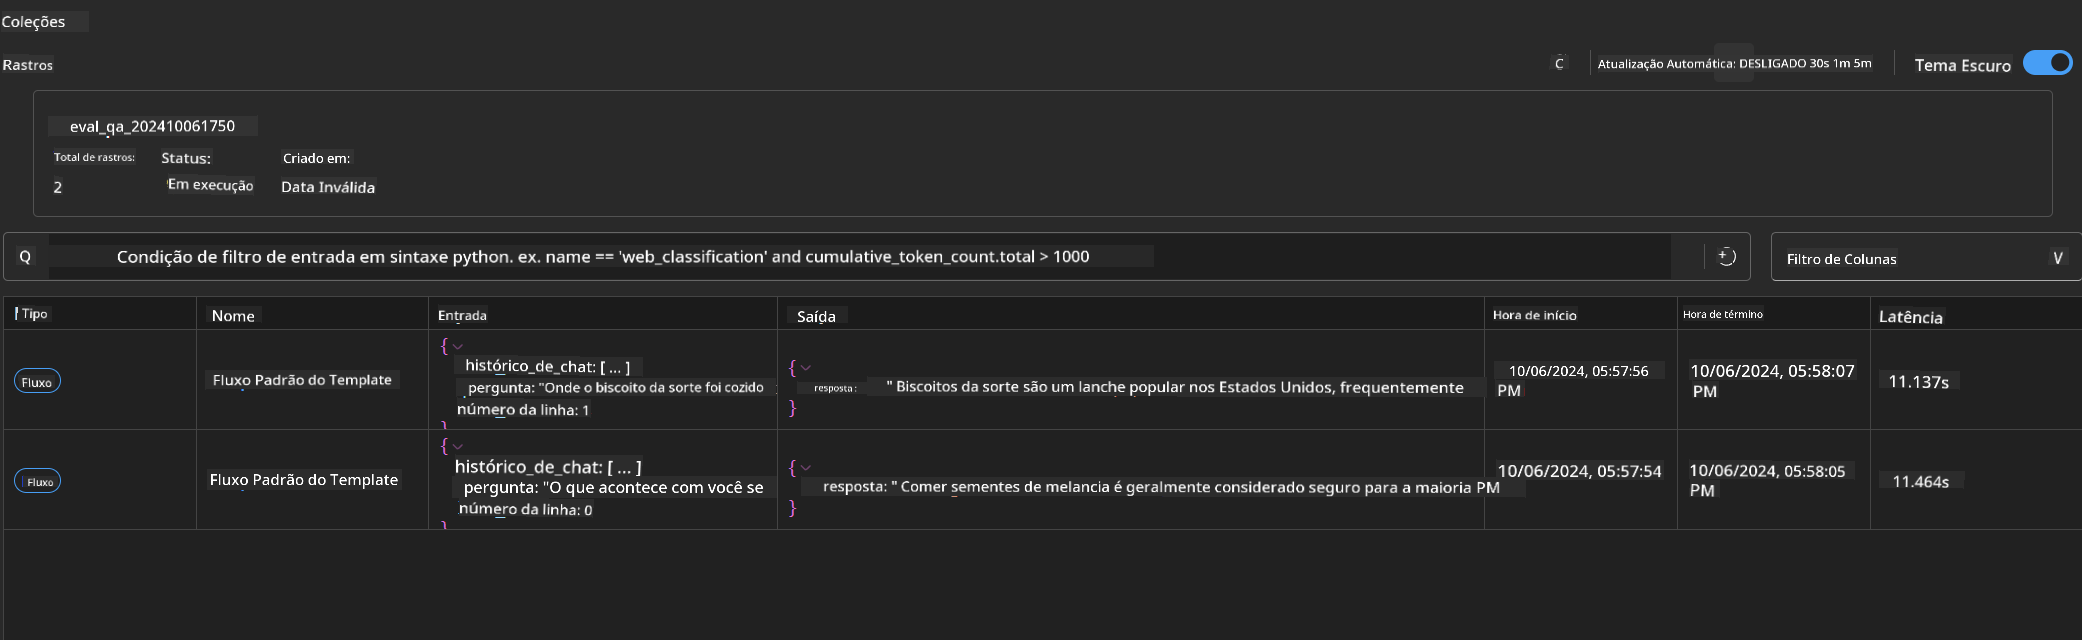 Coleções
Rastros
C
Atualização Automática: DESLIGADO 30s 1m 5m
Tema Escuro
eval_qa_202410061750
Total de rastros: Status: Criado em:
2 Em execução Data Inválida
Q Condição de filtro de entrada em sintaxe python. ex. name == 'web_classification' and cumulative_token_count.total > 1000
Filtro de Colunas V
Tipo Nome Entrada Saída Hora de início Hora de término Latência
Fluxo
Fluxo Padrão do Template
{
histórico_de_chat: [ ... ]
pergunta: "Onde o biscoito da sorte foi cozido
número da linha: 1
}
{
resposta: " Biscoitos da sorte são um lanche popular nos Estados Unidos, frequentemente
}
10/06/2024, 05:57:56
PM
10/06/2024, 05:58:07
PM
11.137s
Fluxo
Fluxo Padrão do Template
{
histórico_de_chat: [ ... ]
pergunta: "O que acontece com você se
número da linha: 0
}
{
resposta: " Comer sementes de melancia é geralmente considerado seguro para a maioria PM
}
10/06/2024, 05:57:54
10/06/2024, 05:58:05
PM
11.464s